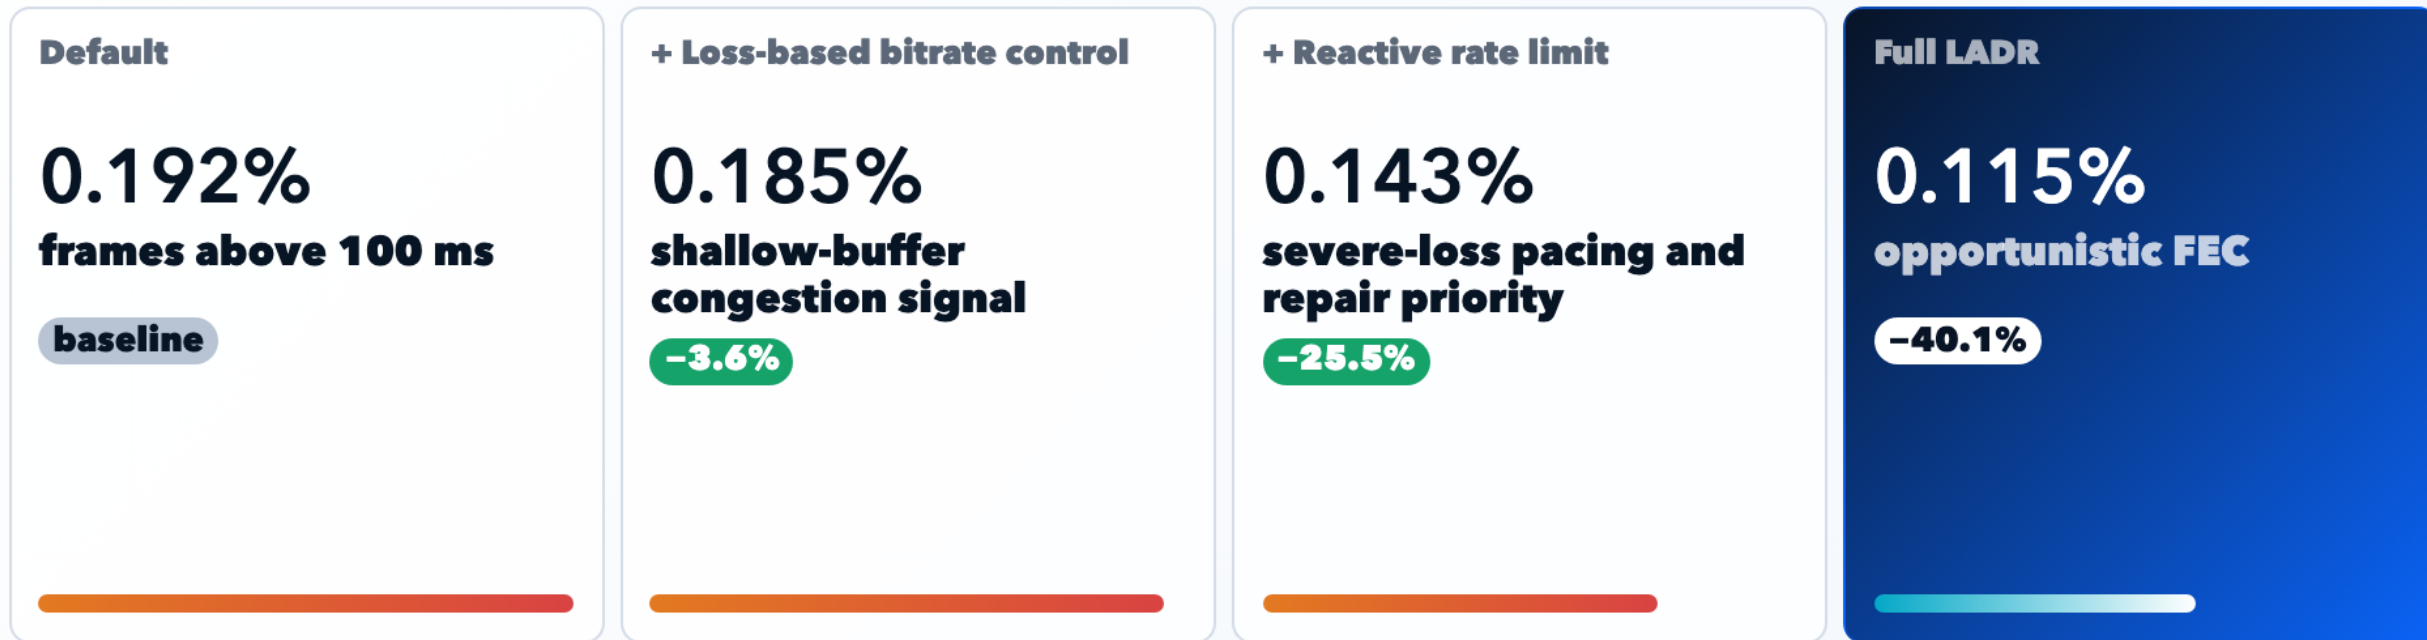 Default
0.192%
frames above 100 ms
baseline
+ Loss-based bitrate control
0.185%
shallow-buffer
congestion signal
−3.6%
+ Reactive rate limit
0.143%
severe-loss pacing and
repair priority
−25.5%
Full LADR
0.115%
opportunistic FEC
−40.1%